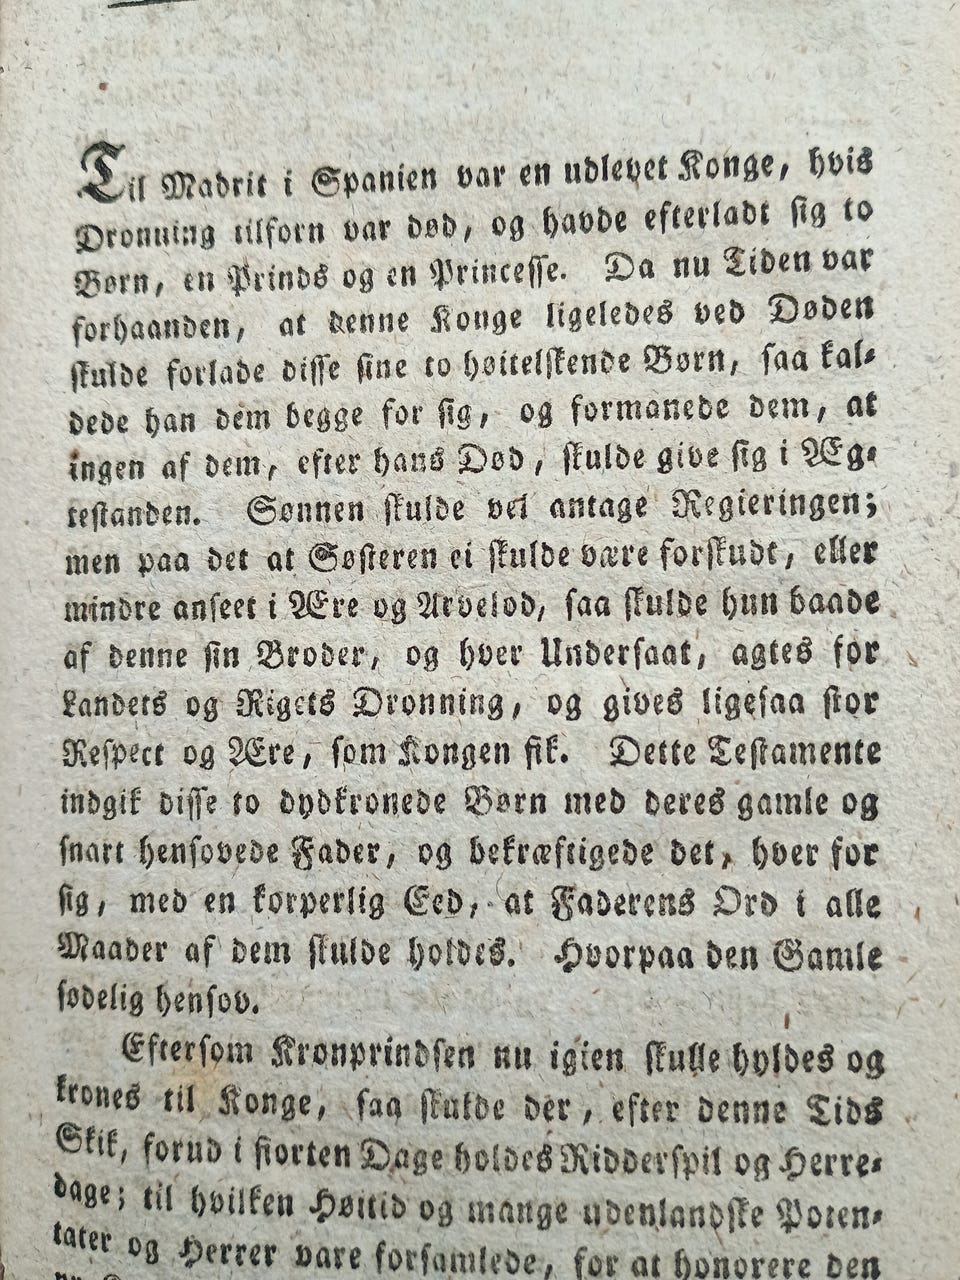 Til Madrit i Spanien var en udlevet Konge, hvis
Dronning tilforn var død, og havde efterladt sig to
Børn, en Prinds og en Princesse. Da nu Tiden var
forhaanden, at denne Konge ligeledes ved Døden
skulde forlade disse sine to høitelskende Børn, saa kal-
dede han dem begge for sig, og formanede dem, at
ingen af dem, efter hans Død, skulde give sig i Æg-
testanden. Sønnen skulde vel antage Regieringen;
men paa det at Søsteren ei skulde være forskudt, eller
mindre anseet i Ære og Arvelod, saa skulde hun baade
af denne sin Broder, og hver Undersaat, agtes for
Landets og Rigets Dronning, og gives ligesaa stor
Respect og Ære, som Kongen fik. Dette Testamente
indgik disse to dydkronede Børn med deres gamle og
snart hensovede Fader, og bekræftigede det, hver for
sig, med en korperlig Eed, at Faderens Ord i alle
Maader af dem skulde holdes. Hvorpaa den Gamle
sødelig hensov.
Eftersom Kronprindsen nu igien skulle hyldes og
krones til Konge, saa skulde der, efter denne Tids
Skik, forud i fiorten Dage holdes Ridderspil og Herre-
dage; til hvilken Høitid og mange udenlandske Poten-
tater og Herrer vare forsamlede, for at honorere den